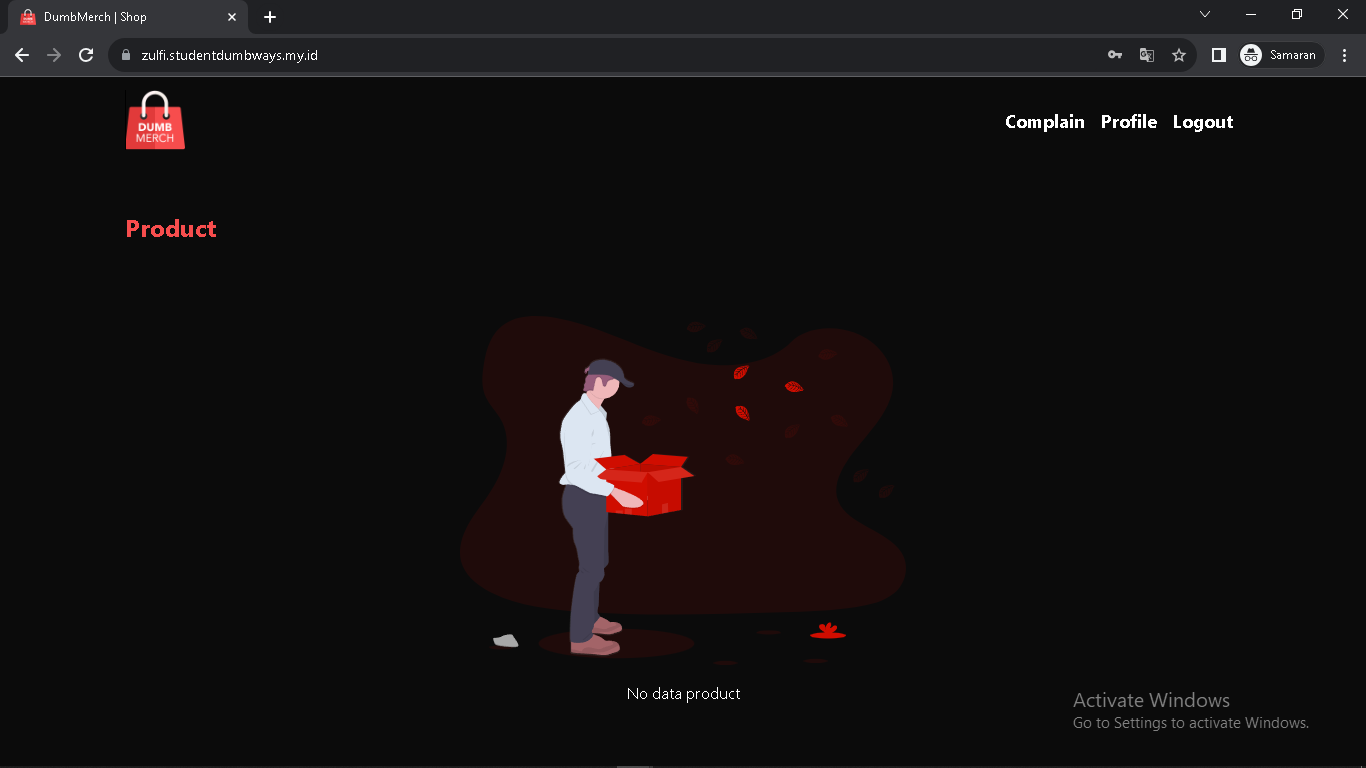 DumbMerch | Shop
zulfi.studentdumbways.my.id
Samaran
DUMB
MERCH
Complain Profile Logout
Product
No data product
Activate Windows
Go to Settings to activate Windows.